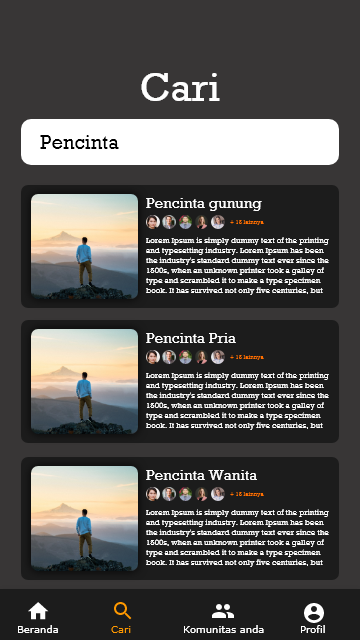 Cari
Pencinta
Pencinta gunung
+ 18 lainnya
Lorem Ipsum is simply dummy text of the printing
and typesetting industry. Lorem Ipsum has been
the industry's standard dummy text ever since the
1500s, when an unknown printer took a galley of
type and scrambled it to make a type specimen
book. It has survived not only five centuries, but
Pencinta Pria
+ 18 lainnya
Lorem Ipsum is simply dummy text of the printing
and typesetting industry. Lorem Ipsum has been
the industry's standard dummy text ever since the
1500s, when an unknown printer took a galley of
type and scrambled it to make a type specimen
book. It has survived not only five centuries, but
Pencinta Wanita
+ 18 lainnya
Lorem Ipsum is simply dummy text of the printing
and typesetting industry. Lorem Ipsum has been
the industry's standard dummy text ever since the
1500s, when an unknown printer took a galley of
type and scrambled it to make a type specimen
book. It has survived not only five centuries, but
Beranda Cari Komunitas anda Profil